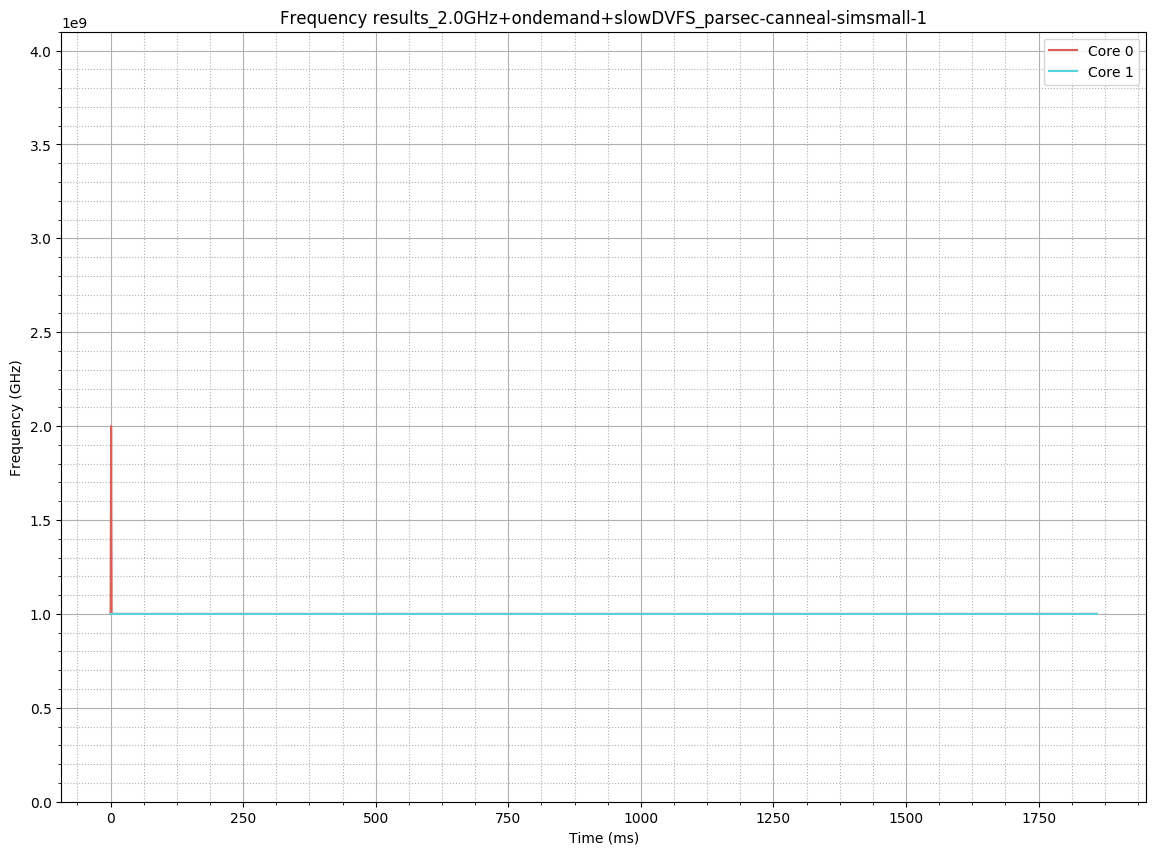 Frequency results_2.0GHz+ondemand+slowDVFS_parsec-canneal-simsmall-1
1e9
Core 0
Core 1
4.0
3.5
3.0
2.5
2.0
1.5
1.0
0.5
0.0
Frequency (GHz)
0 250 500 750 1000 1250 1500 1750
Time (ms)